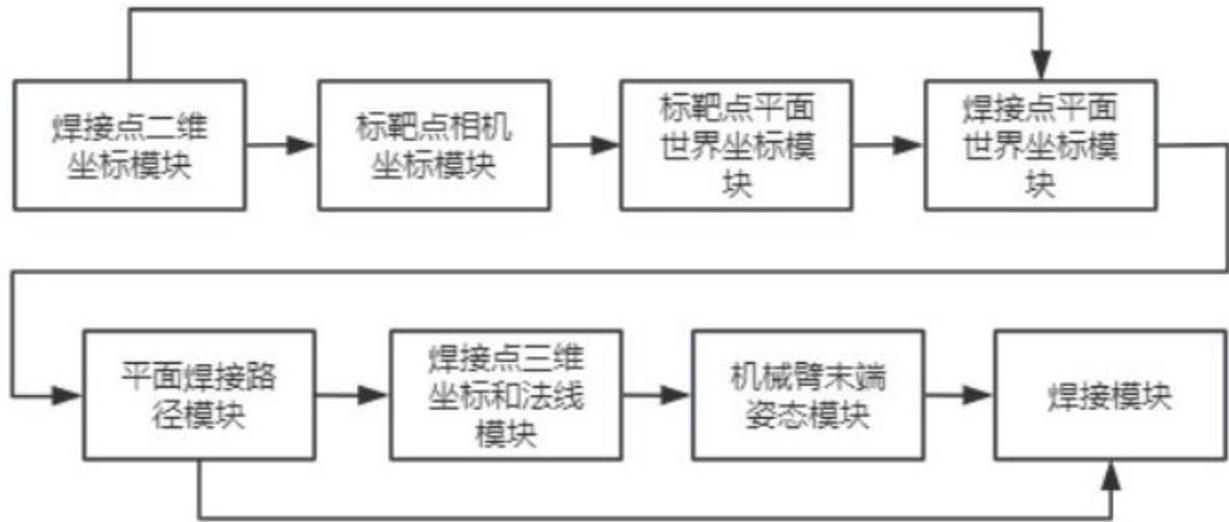 焊接点二维
坐标模块
标靶点相机
坐标模块
标靶点平面
世界坐标模
块
焊接点平面
世界坐标模
块
平面焊接路
径模块
焊接点三维
坐标和法线
模块
机械臂末端
姿态模块
焊接模块